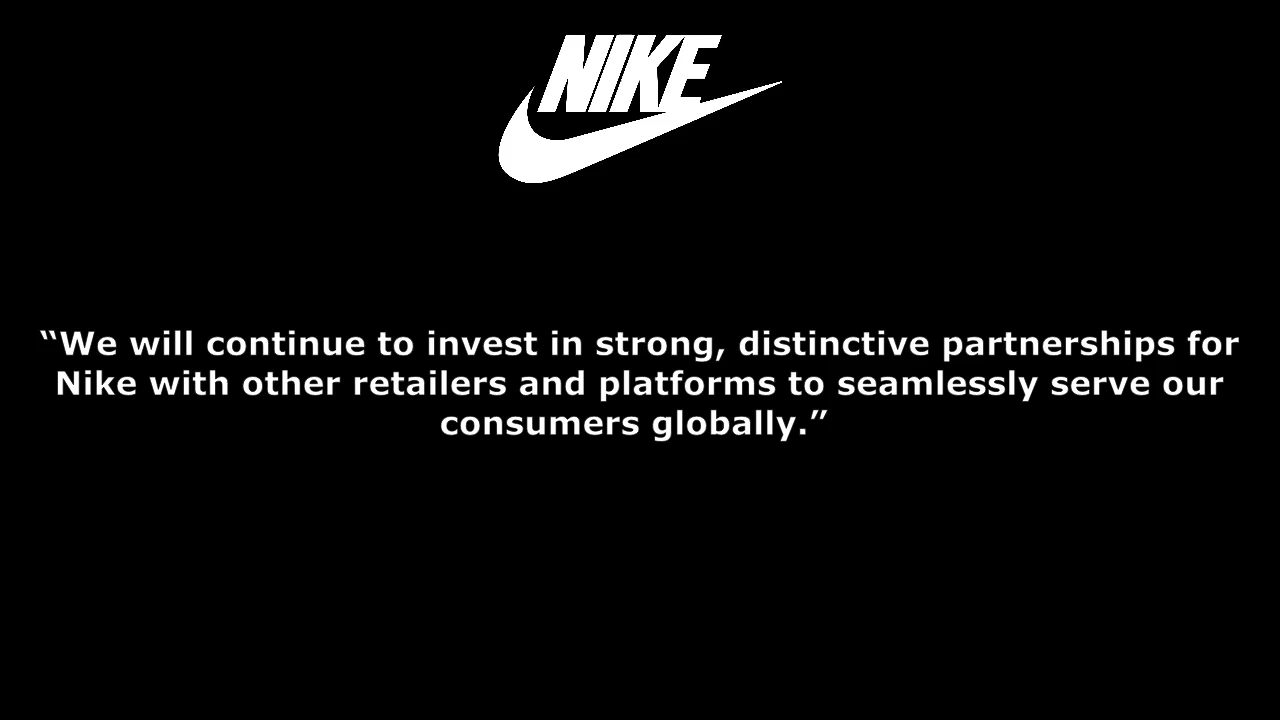 NIKE
“We will continue to invest in strong, distinctive partnerships for
Nike with other retailers and platforms to seamlessly serve our
consumers globally.”